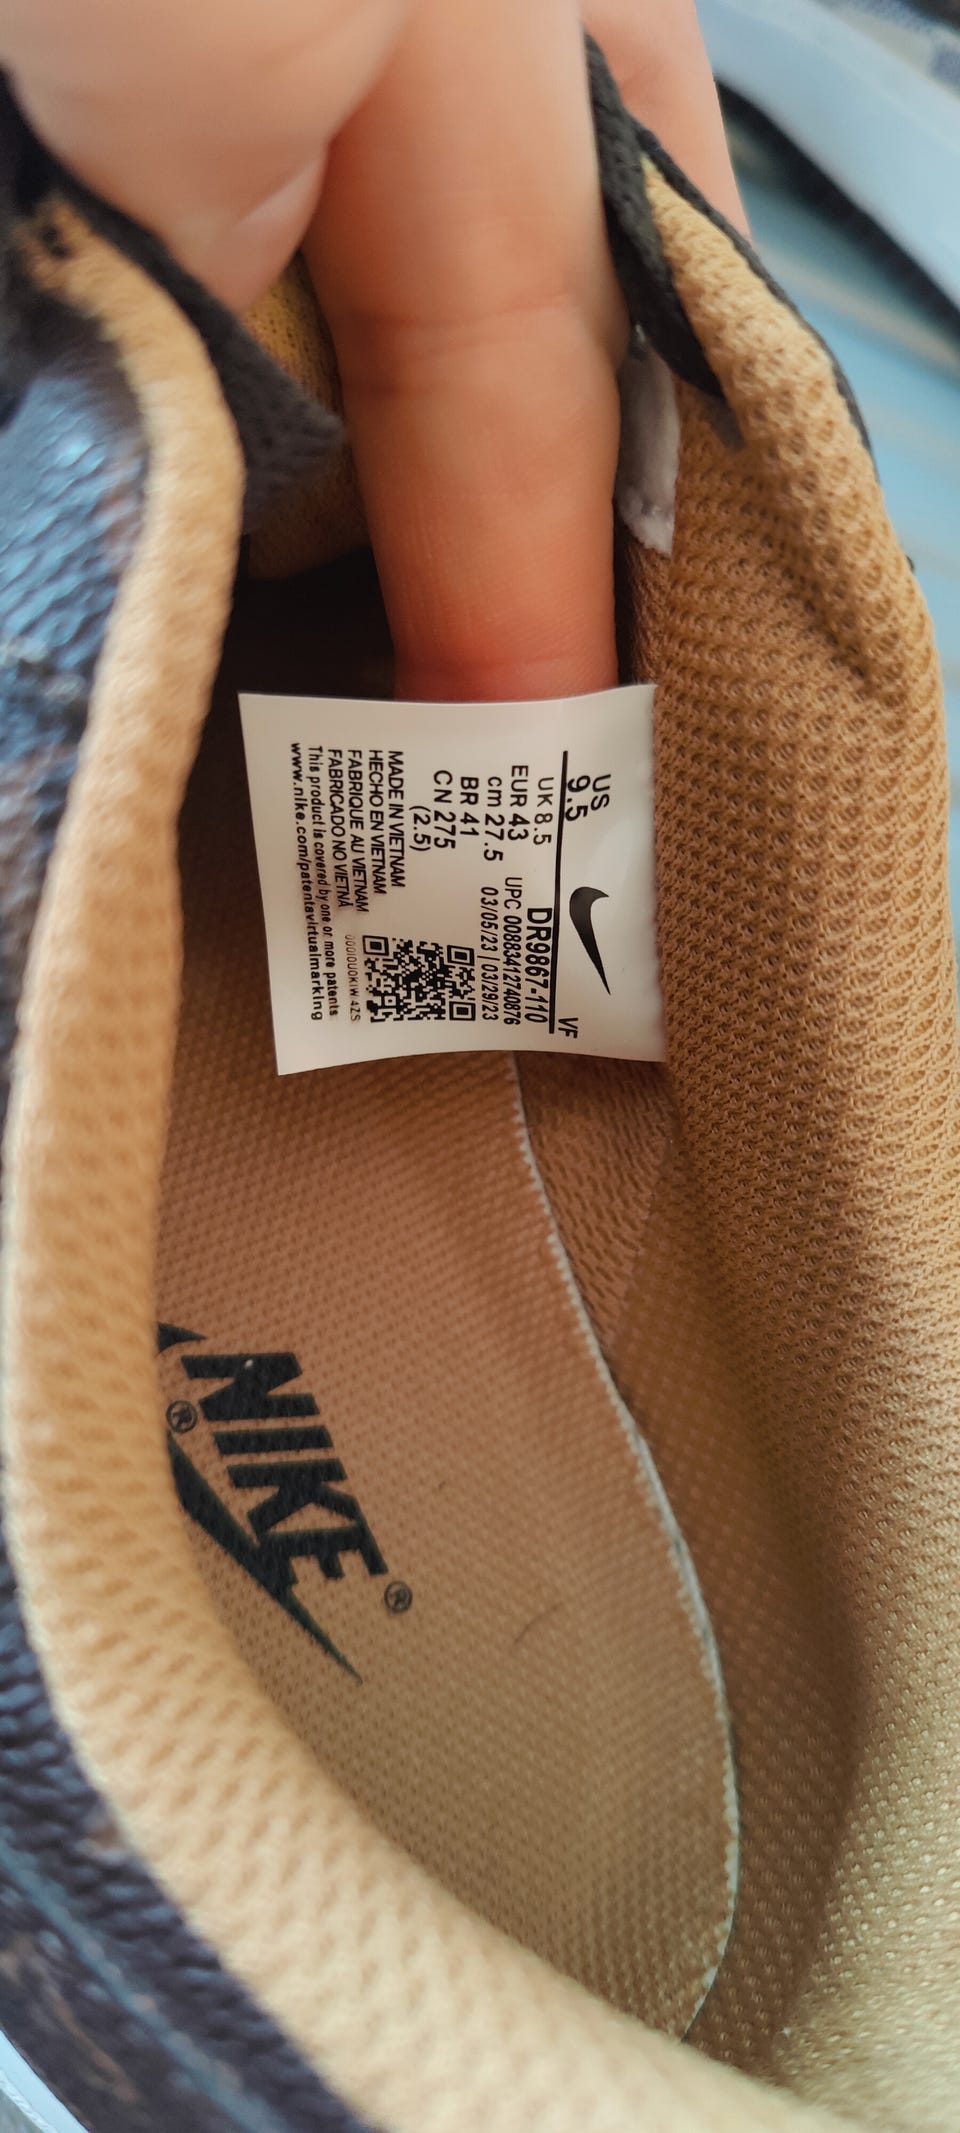 US
9.5
VF
UK 8.5
DR9867-110
EUR 43
UPC 00883412740876
cm 27.5
03/05/23 | 03/29/23
BR 41
CN 275
(2.5)
MADE IN VIETNAM
HECHO EN VIETNAM
FABRIQUE AU VIETNAM
FABRICADO NO VIETNÃ
This product is covered by one or more patents
www.nike.com/patentsvirtualmarking
NIKE®
®